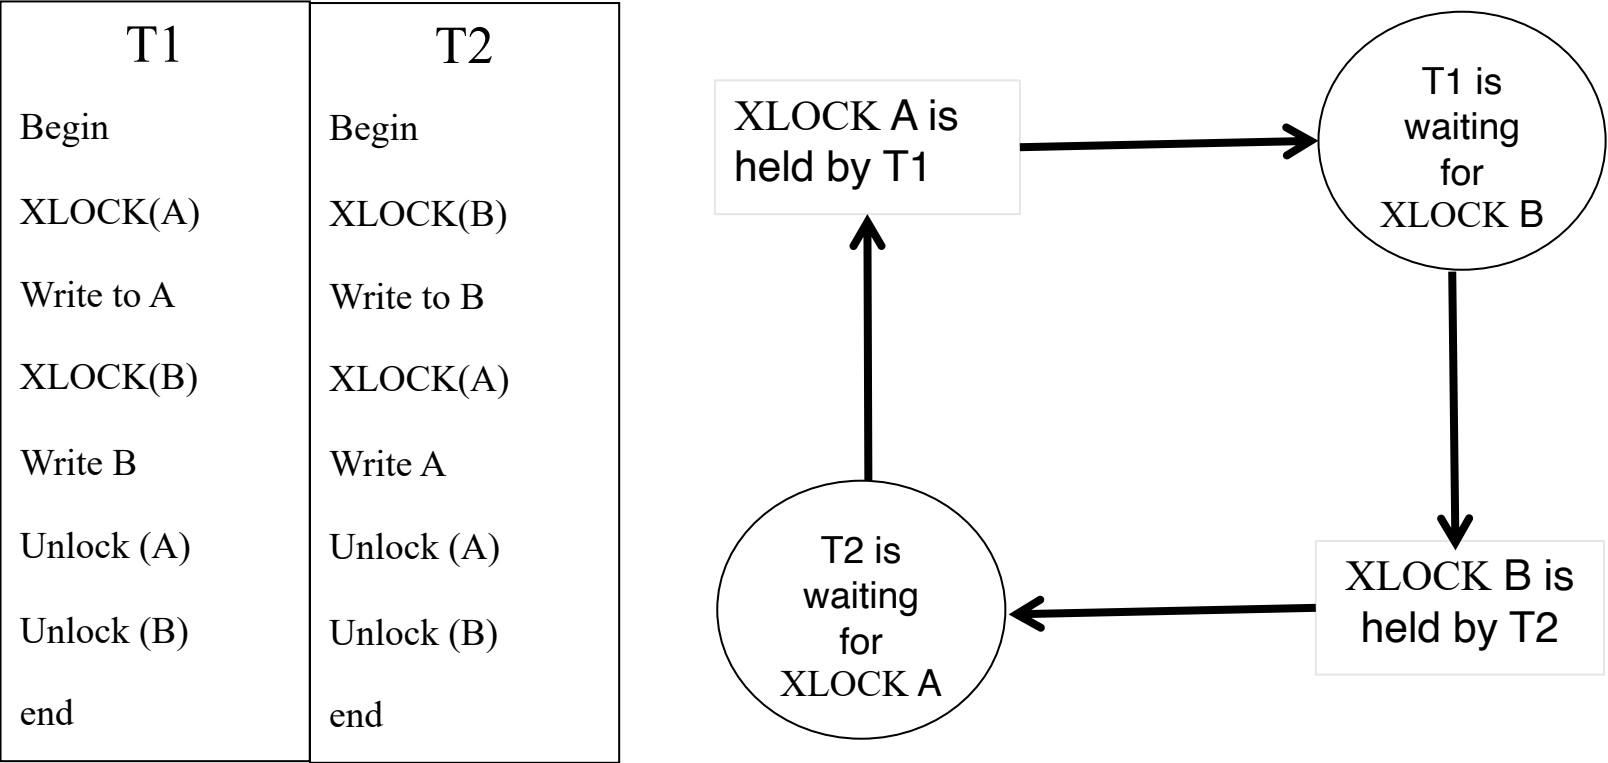 T1
Begin
XLOCK(A)
Write to A
XLOCK(B)
Write B
Unlock (A)
Unlock (B)
end
T2
Begin
XLOCK(B)
Write to B
XLOCK(A)
Write A
Unlock (A)
Unlock (B)
end
XLOCK A is
held by T1
T1 is
waiting
for
XLOCK B
T2 is
waiting
for
XLOCK A
XLOCK B is
held by T2